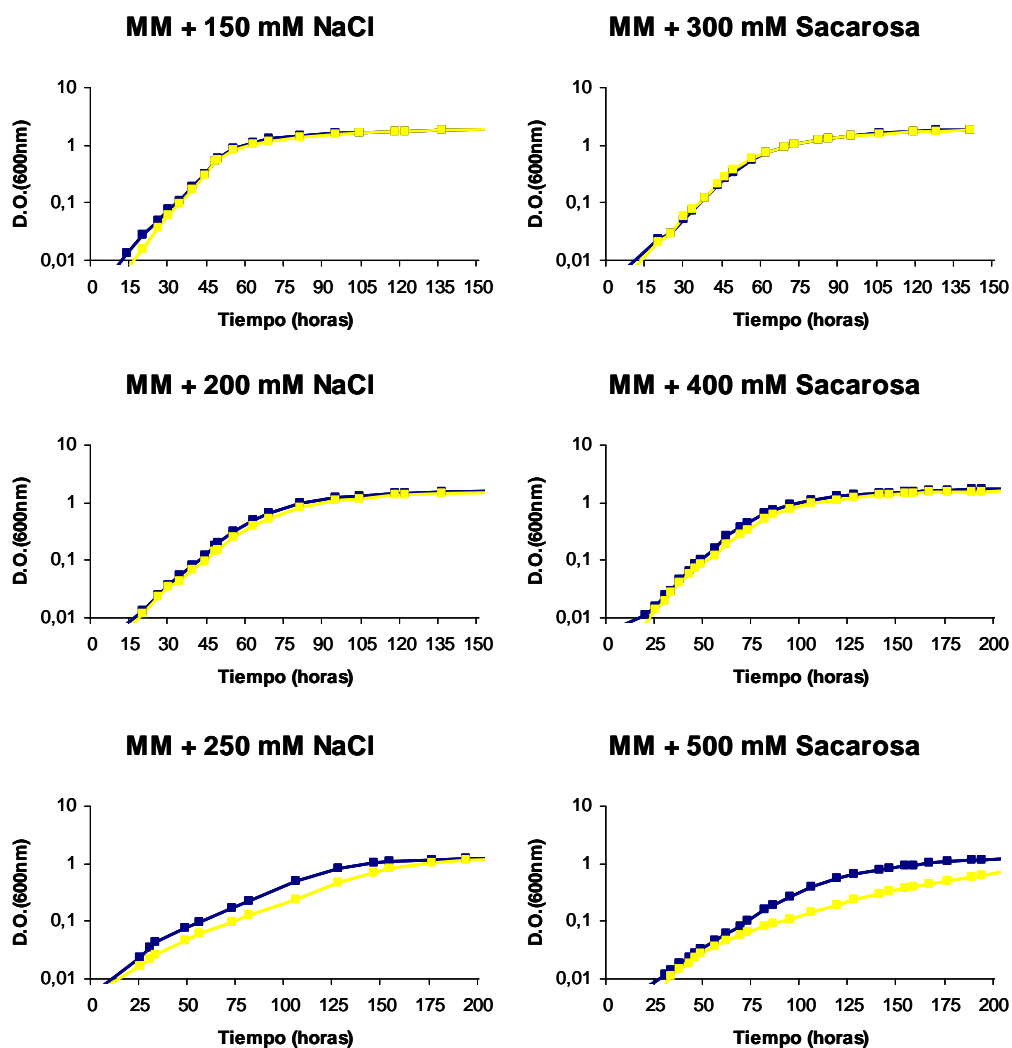 MM + 150 mM NaCl
D.O.(600nm)
10
1
0,1
0,01
0 15 30 45 60 75 90 105 120 135 150
Tiempo (horas)
MM + 300 mM Sacarosa
D.O.(600nm)
10
1
0,1
0,01
0 15 30 45 60 75 90 105 120 135 150
Tiempo (horas)
MM + 200 mM NaCl
D.O.(600nm)
10
1
0,1
0,01
0 15 30 45 60 75 90 105 120 135 150
Tiempo (horas)
MM + 400 mM Sacarosa
D.O.(600nm)
10
1
0,1
0,01
0 25 50 75 100 125 150 175 200
Tiempo (horas)
MM + 250 mM NaCl
D.O.(600nm)
10
1
0,1
0,01
0 25 50 75 100 125 150 175 200
Tiempo (horas)
MM + 500 mM Sacarosa
D.O.(600nm)
10
1
0,1
0,01
0 25 50 75 100 125 150 175 200
Tiempo (horas)